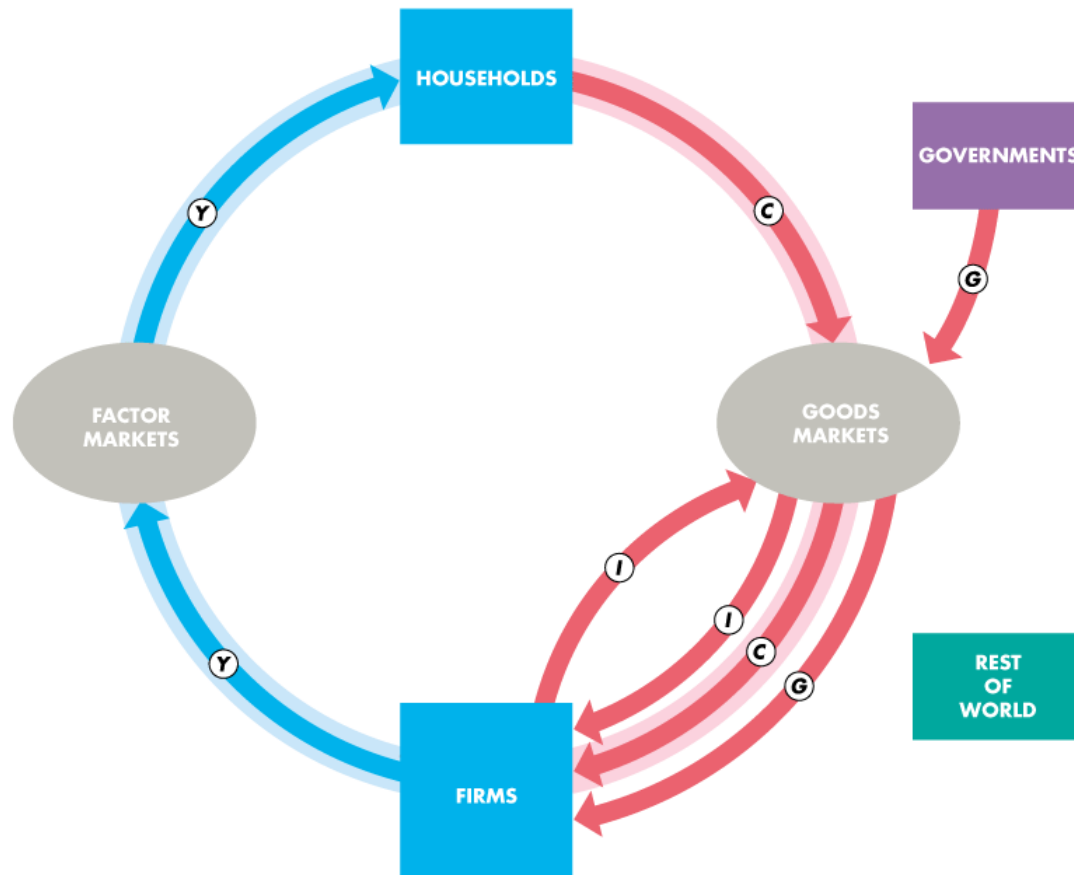 HOUSEHOLDS
GOVERNMENTS
Y
C
G
FACTOR
MARKETS
GOODS
MARKETS
I
I
C
Y
G
REST
OF
WORLD
FIRMS